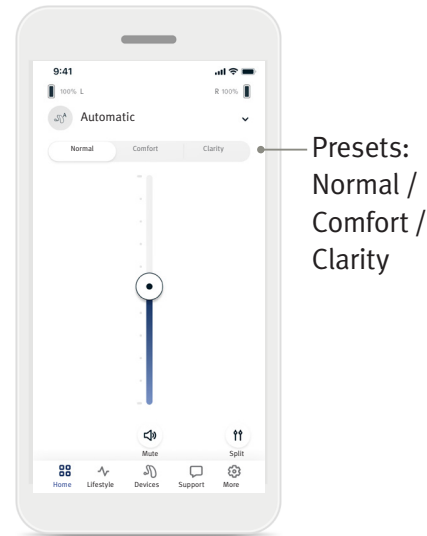 9:41
100% L
R 100%
Automatic
Normal Comfort Clarity
Presets:
Normal /
Comfort /
Clarity
Mute Split
Home Lifestyle Devices Support More